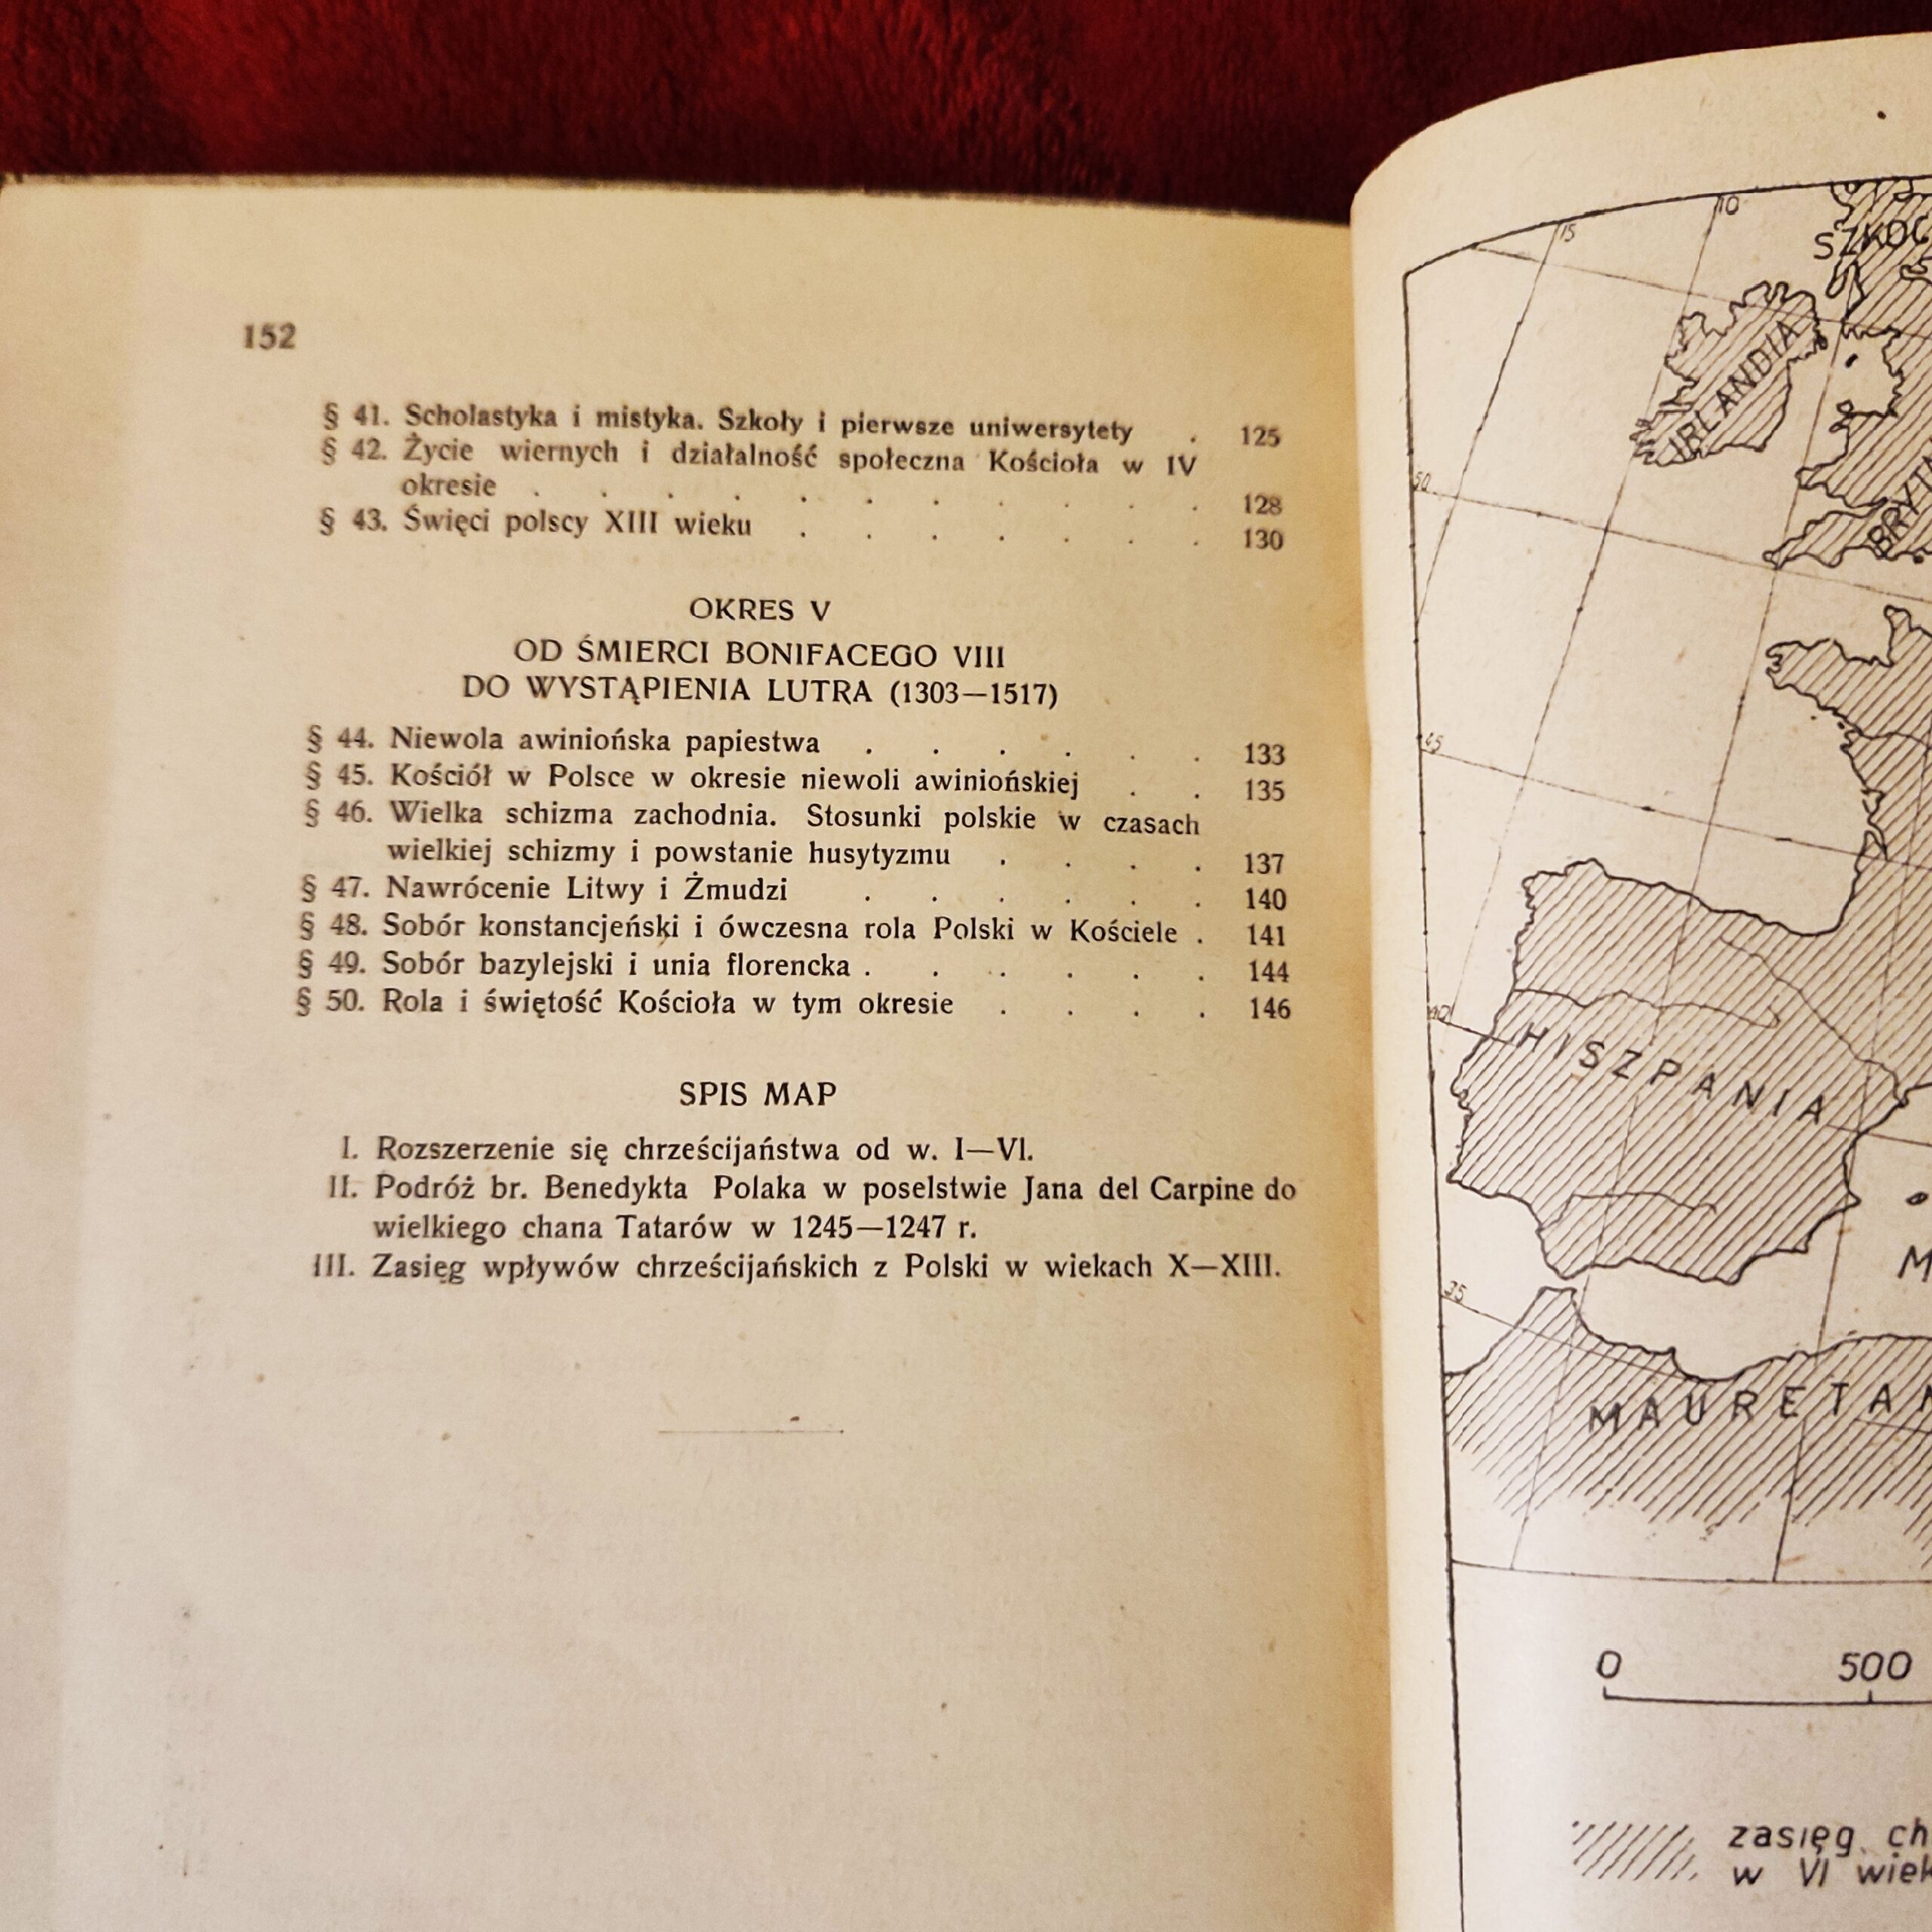 152
§ 41. Scholastyka i mistyka. Szkoły i pierwsze uniwersytety . 125
§ 42. Życie wiernych i działalność społeczna Kościoła w IV
okresie . . . . . . . . . . . 128
§ 43. Święci polscy XIII wieku . . . . . . . 130
OKRES V
OD ŚMIERCI BONIFACEGO VIII
DO WYSTĄPIENIA LUTRA (1303—1517)
§ 44. Niewola awiniońska papiestwa . . . . . . 133
§ 45. Kościół w Polsce w okresie niewoli awiniońskiej . . 135
§ 46. Wielka schizma zachodnia. Stosunki polskie w czasach
wielkiej schizmy i powstanie husytyzmu . . . . 137
§ 47. Nawrócenie Litwy i Żmudzi . . . . . . 140
§ 48. Sobór konstancjeński i ówczesna rola Polski w Kościele . 141
§ 49. Sobór bazylejski i unia florencka . . . . . . 144
§ 50. Rola i świętość Kościoła w tym okresie . . . . 146
SPIS MAP
I. Rozszerzenie się chrześcijaństwa od w. I—VI.
II. Podróż br. Benedykta Polaka w poselstwie Jana del Carpine do
wielkiego chana Tatarów w 1245—1247 r.
III. Zasięg wpływów chrześcijańskich z Polski w wiekach X—XIII.
10
15
SZKOC
IRLANDIA
50
BRYT
45
40
HISZPANIA
M
35
MAURETAN
0 500
zasięg ch
w VI wiek